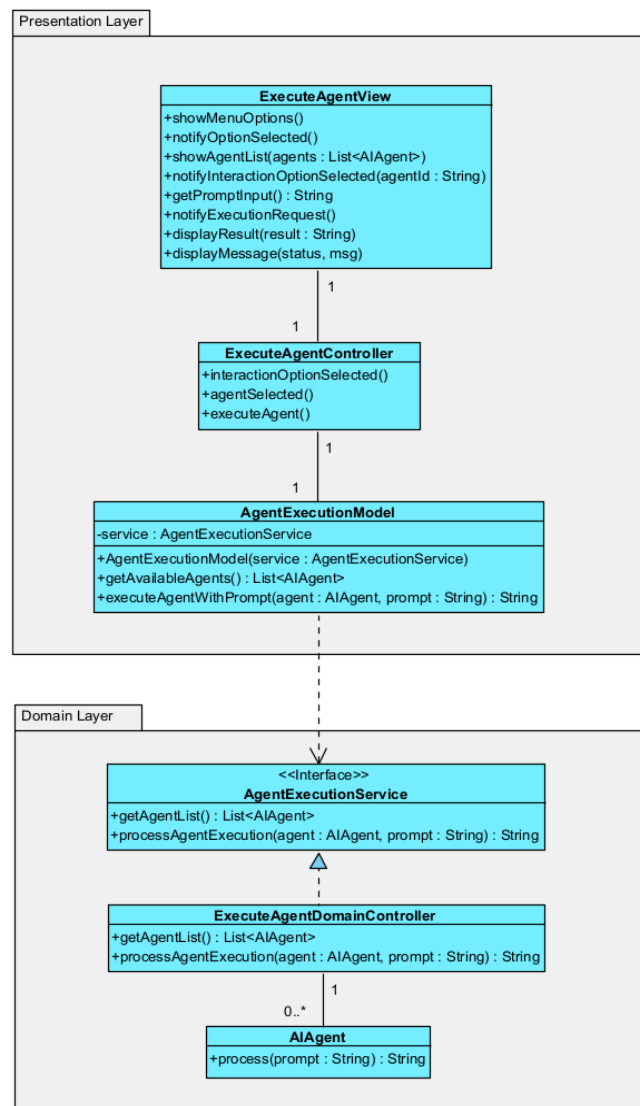 Presentation Layer
ExecuteAgentView
+showMenuOptions()
+notifyOptionSelected()
+showAgentList(agents : List<AIAgent>)
+notifyInteractionOptionSelected(agentId : String)
+getPromptInput() : String
+notifyExecutionRequest()
+displayResult(result : String)
+displayMessage(status, msg)
1
1
ExecuteAgentController
+interactionOptionSelected()
+agentSelected()
+executeAgent()
1
1
AgentExecutionModel
-service : AgentExecutionService
+AgentExecutionModel(service : AgentExecutionService)
+getAvailableAgents() : List<AIAgent>
+executeAgentWithPrompt(agent : AIAgent, prompt : String) : String
Domain Layer
<<Interface>>
AgentExecutionService
+getAgentList() : List<AIAgent>
+processAgentExecution(agent : AIAgent, prompt : String) : String
ExecuteAgentDomainController
+getAgentList() : List<AIAgent>
+processAgentExecution(agent : AIAgent, prompt : String) : String
1
0..*
AIAgent
+process(prompt : String) : String